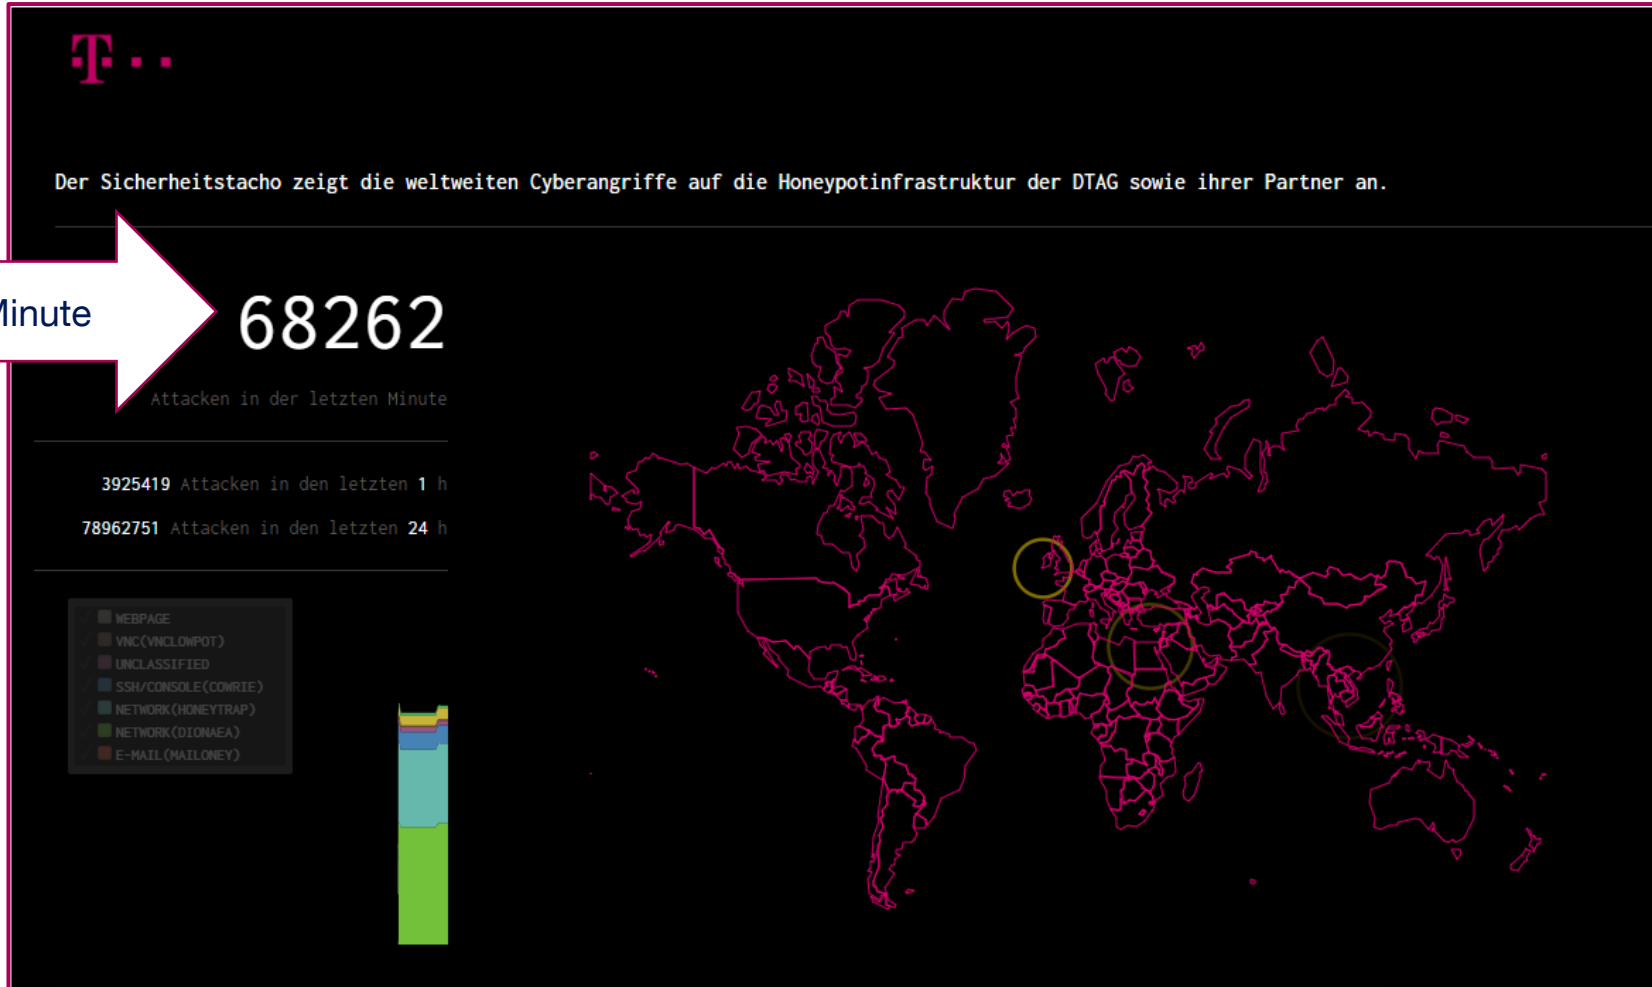 T
Der Sicherheitstacho zeigt die weltweiten Cyberangriffe auf die Honeypotinfrastruktur der DTAG sowie ihrer Partner an.
Minute
68262
Attacken in der letzten Minute
3925419 Attacken in den letzten 1 h
78962751 Attacken in den letzten 24 h
WEBPAGE
VNC(VNCLOWPOT)
UNCLASSIFIED
SSH/CONSOLE(COWRIE)
NETWORK(HONEYTRAP)
NETWORK(DIONAEA)
E-MAIL(MAILONEY)